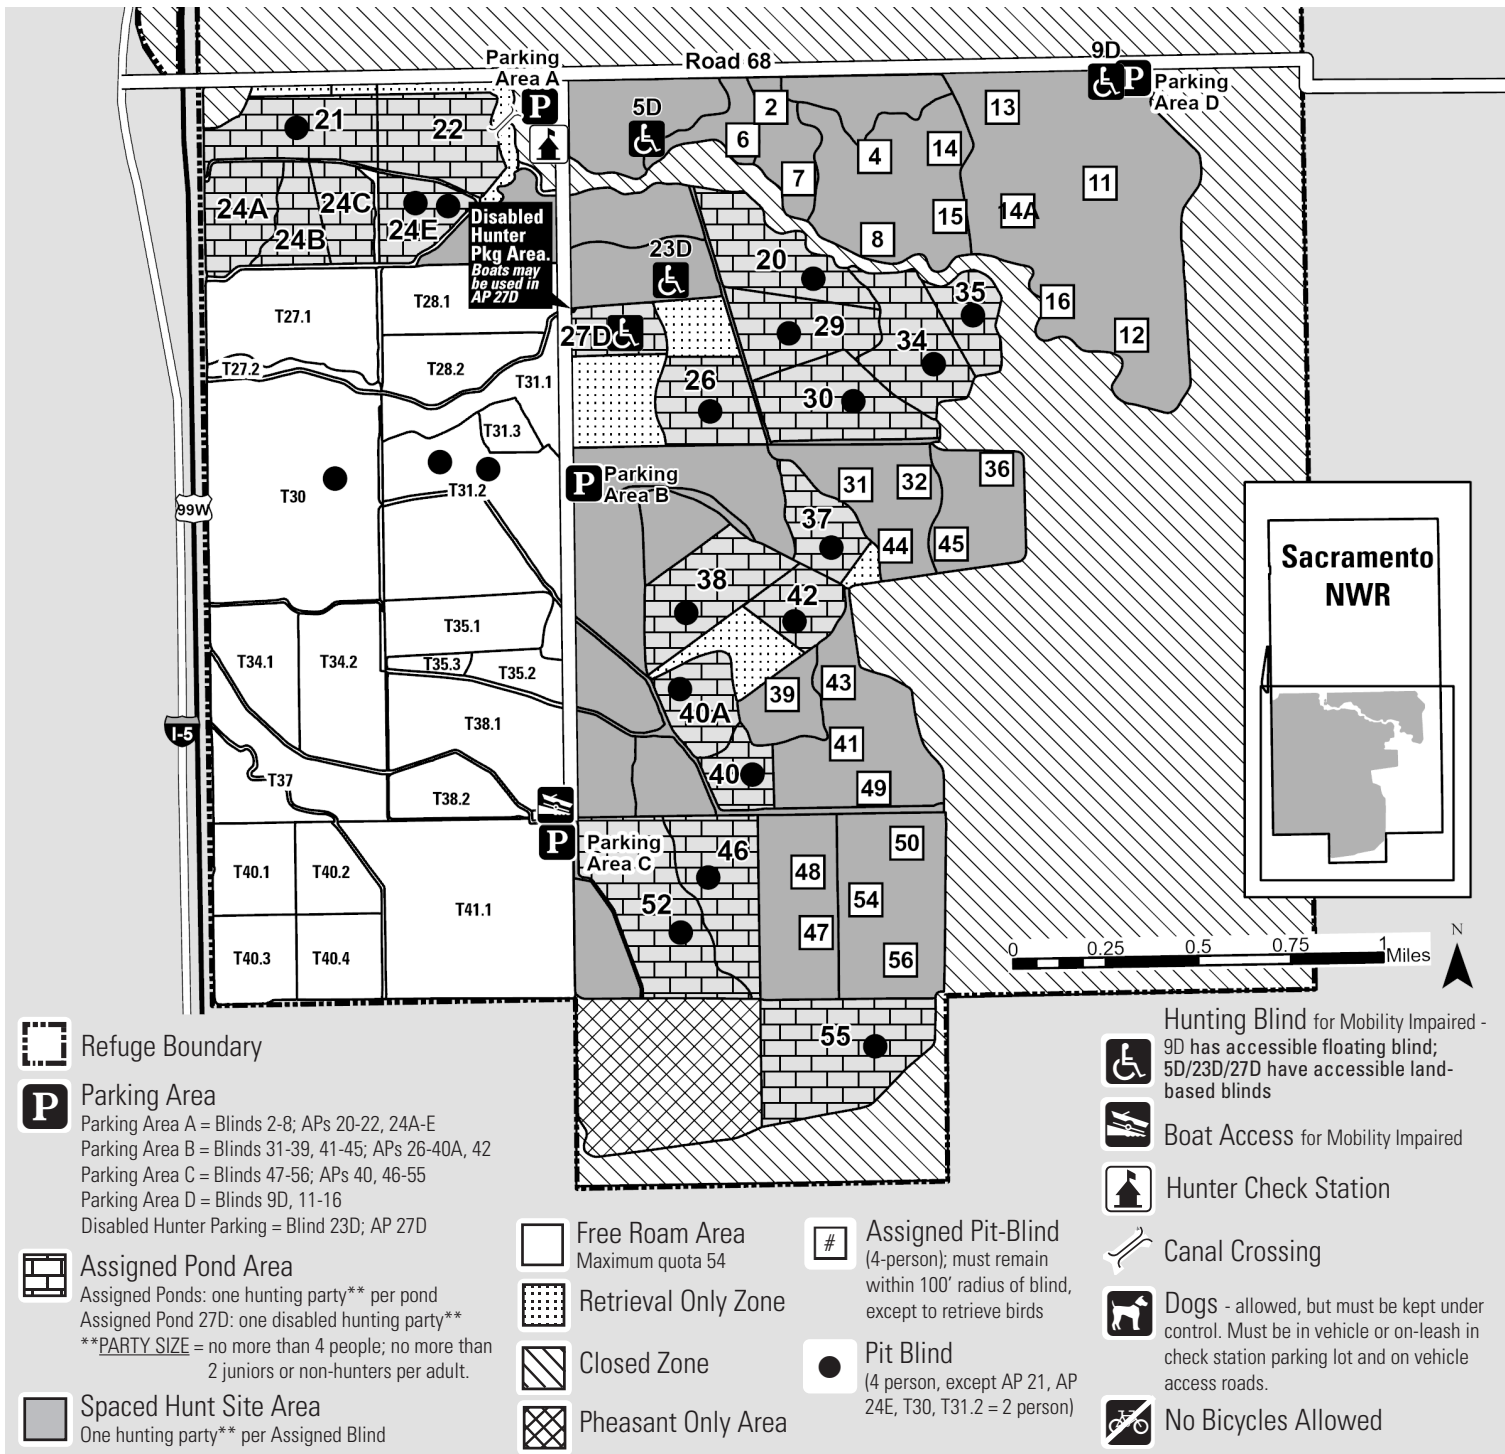 Parking
Area A
P
Road 68
9D
P
Parking
Area D
5D
2
6
13
21
22
4
14
7
11
24A
24C
24B
24E
14A
15
8
Disabled
Hunter
Pkg Area.
Boats may
be used in
AP 27D
23D
20
35
16
12
T27.1
T28.1
27D
29
34
T27.2
T28.2
T31.1
26
30
T31.3
P
Parking
Area B
31
32
36
T30
T31.2
99W
37
44
45
38
42
T35.1
T34.1
T34.2
T35.3
T35.2
39
43
40A
T38.1
I-5
41
T37
40
49
T38.2
P
Parking
Area C
46
50
48
T40.1
T40.2
52
54
T41.1
47
56
T40.3
T40.4
55
Sacramento
NWR
0
0.25
0.5
0.75
1
Miles
N
Refuge Boundary
P
Parking Area
Parking Area A = Blinds 2-8; APs 20-22, 24A-E
Parking Area B = Blinds 31-39, 41-45; APs 26-40A, 42
Parking Area C = Blinds 47-56; APs 40, 46-55
Parking Area D = Blinds 9D, 11-16
Disabled Hunter Parking = Blind 23D; AP 27D
Assigned Pond Area
Assigned Ponds: one hunting party** per pond
Assigned Pond 27D: one disabled hunting party**
**PARTY SIZE = no more than 4 people; no more than
2 juniors or non-hunters per adult.
Spaced Hunt Site Area
One hunting party** per Assigned Blind
Free Roam Area
Maximum quota 54
Retrieval Only Zone
Closed Zone
Pheasant Only Area
#
Assigned Pit-Blind
(4-person); must remain
within 100' radius of blind,
except to retrieve birds
Pit Blind
(4 person, except AP 21, AP
24E, T30, T31.2 = 2 person)
Hunting Blind for Mobility Impaired -
9D has accessible floating blind;
5D/23D/27D have accessible land-
based blinds
Boat Access for Mobility Impaired
Hunter Check Station
Canal Crossing
Dogs - allowed, but must be kept under
control. Must be in vehicle or on-leash in
check station parking lot and on vehicle
access roads.
No Bicycles Allowed